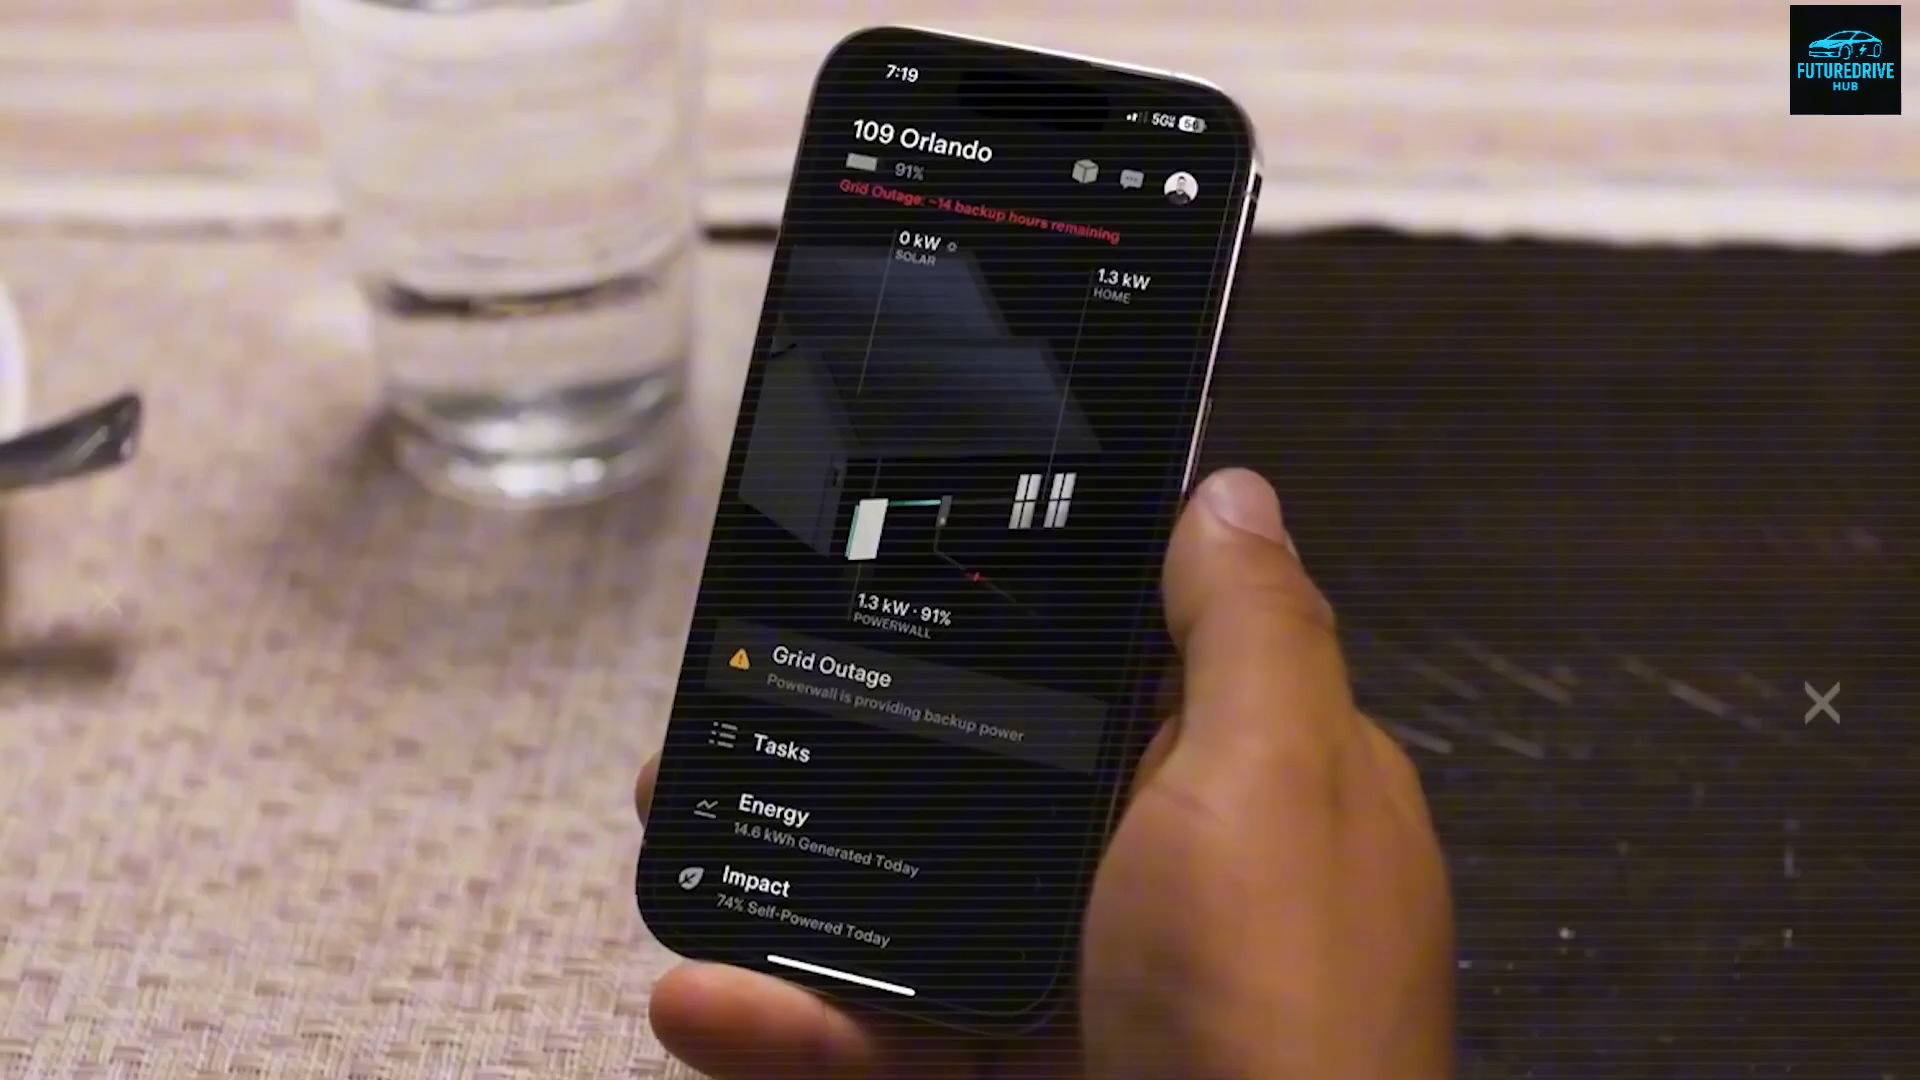 FUTUREDRIVE
HUB
7:19
5G
109 Orlando
91%
Grid Outage: ~14 backup hours remaining
0 kW
SOLAR
1.3 kW
HOME
1.3 kW · 91%
POWERWALL
Grid Outage
Powerwall is providing backup power
Tasks
Energy
14.6 kWh Generated Today
Impact
74% Self-Powered Today